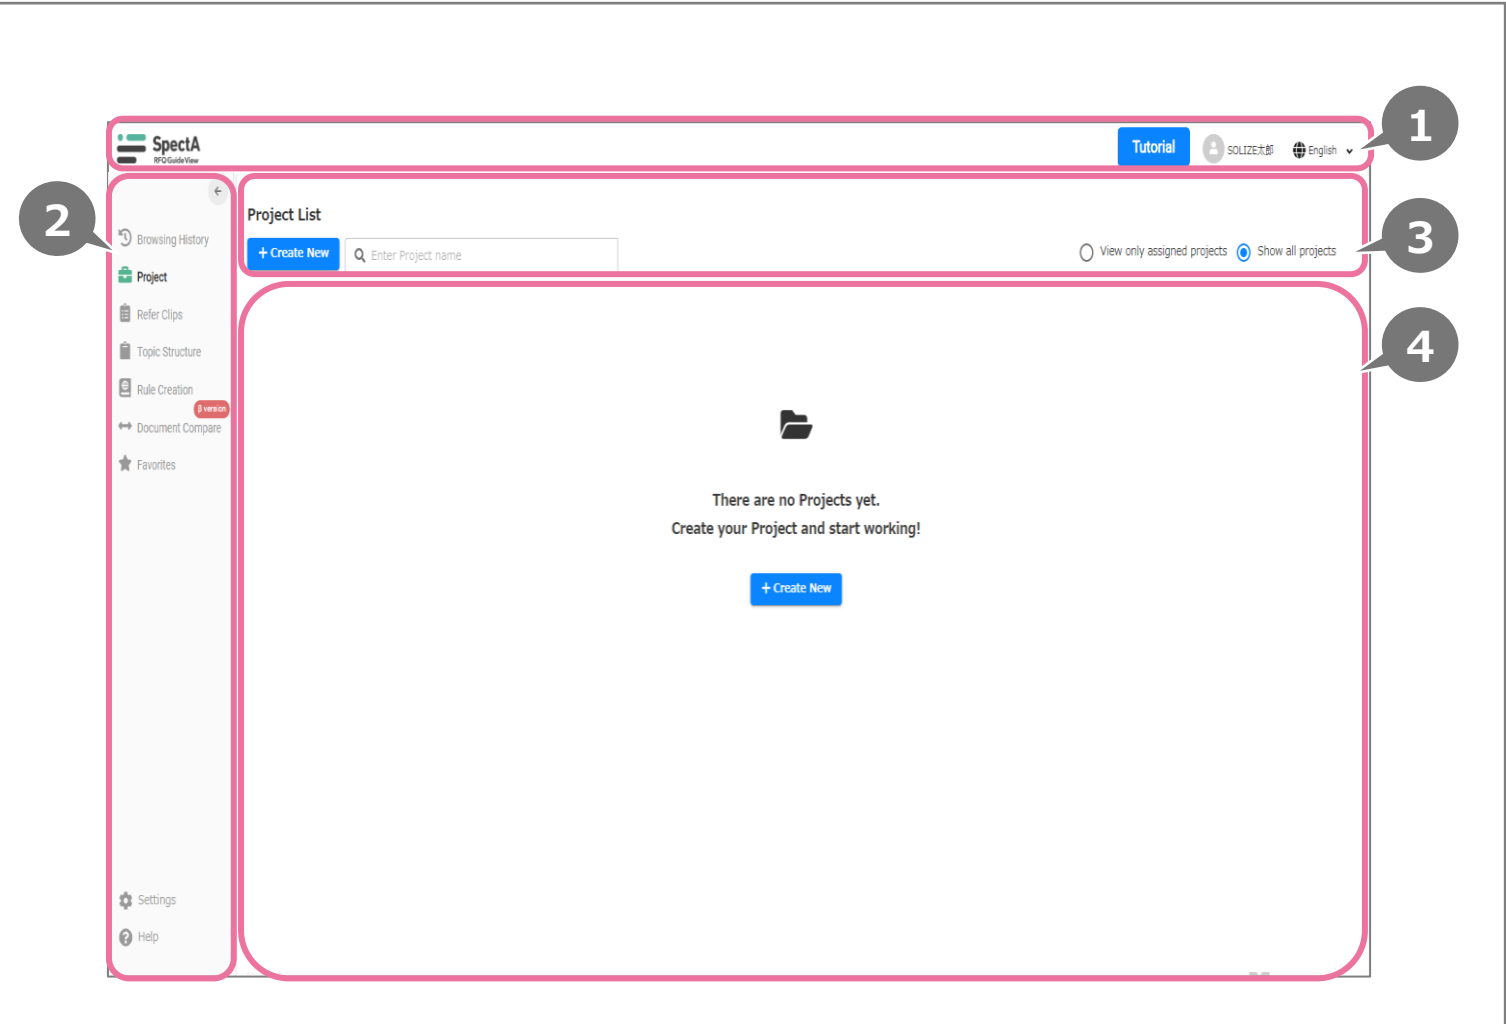 1
SpectA
RFQ Guide View
Tutorial
SOLIZE太郎
English
2
Browsing History
Project
Refer Clips
Topic Structure
Rule Creation
β version
Document Compare
Favorites
Settings
Help
3
Project List
+ Create New
Enter Project name
View only assigned projects
Show all projects
4
There are no Projects yet.
Create your Project and start working!
+ Create New